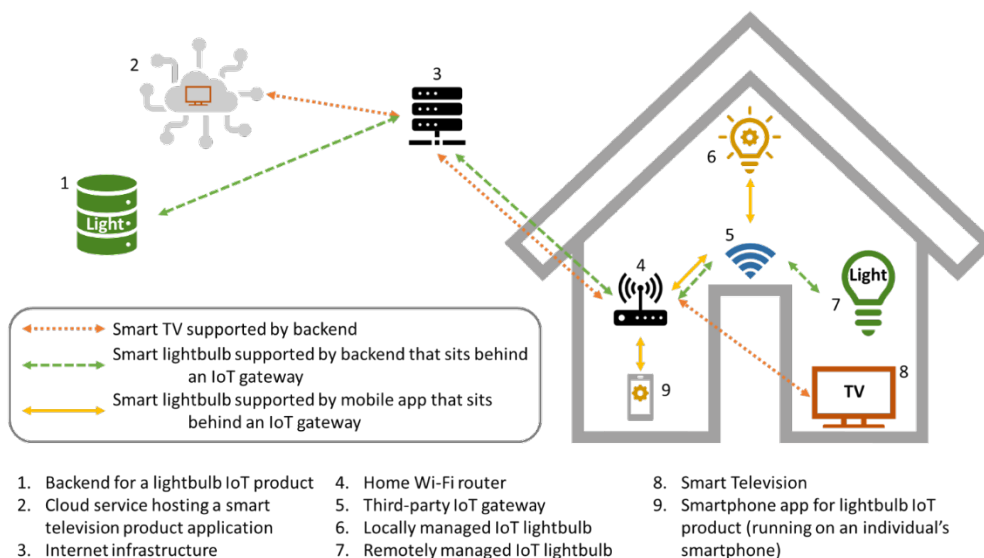 2
3
1
Light
6
5
4
Light
7
9
8
TV
Smart TV supported by backend
Smart lightbulb supported by backend that sits behind
an IoT gateway
Smart lightbulb supported by mobile app that sits
behind an IoT gateway
1. Backend for a lightbulb IoT product
2. Cloud service hosting a smart
television product application
3. Internet infrastructure
4. Home Wi-Fi router
5. Third-party IoT gateway
6. Locally managed IoT lightbulb
7. Remotely managed IoT lightbulb
8. Smart Television
9. Smartphone app for lightbulb IoT
product (running on an individual's
smartphone)